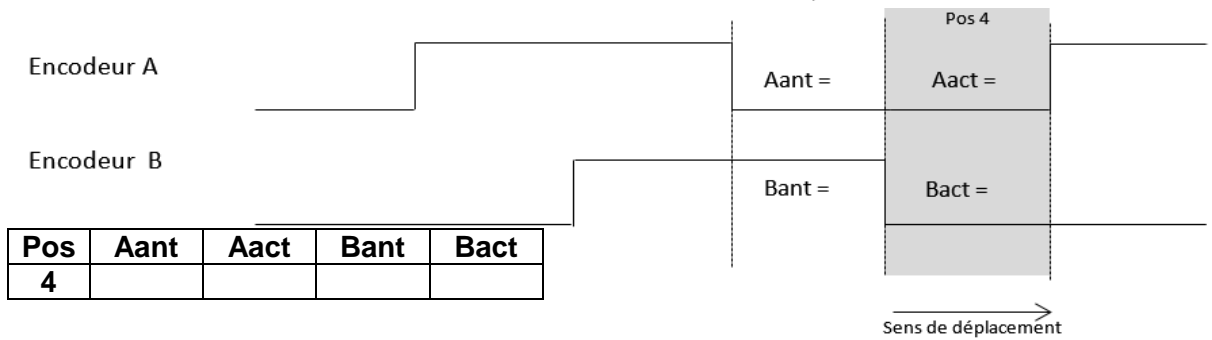 Pos 4
Encodeur A
Aant =
Aact =
Encodeur B
Bant =
Bact =
Pos Aant Aact Bant Bact
4
Sens de déplacement